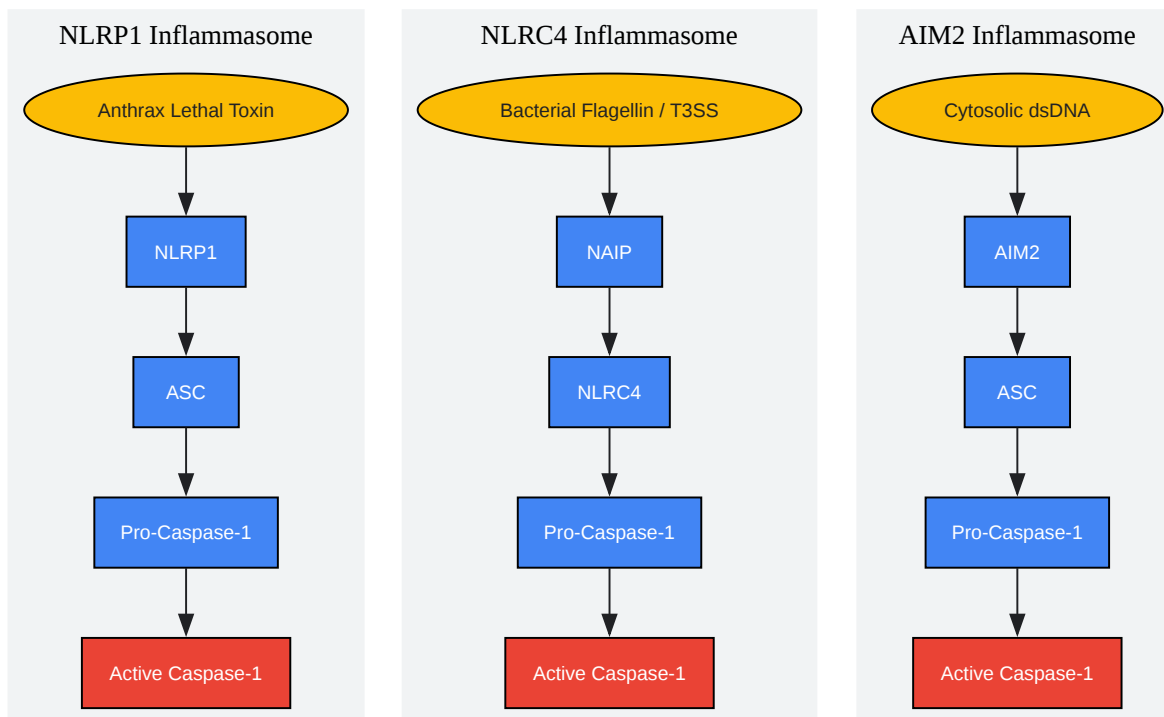 NLRP1 Inflammasome
Anthrax Lethal Toxin
NLRP1
ASC
Pro-Caspase-1
Active Caspase-1
NLRC4 Inflammasome
Bacterial Flagellin / T3SS
NAIP
NLRC4
Pro-Caspase-1
Active Caspase-1
AIM2 Inflammasome
Cytosolic dsDNA
AIM2
ASC
Pro-Caspase-1
Active Caspase-1